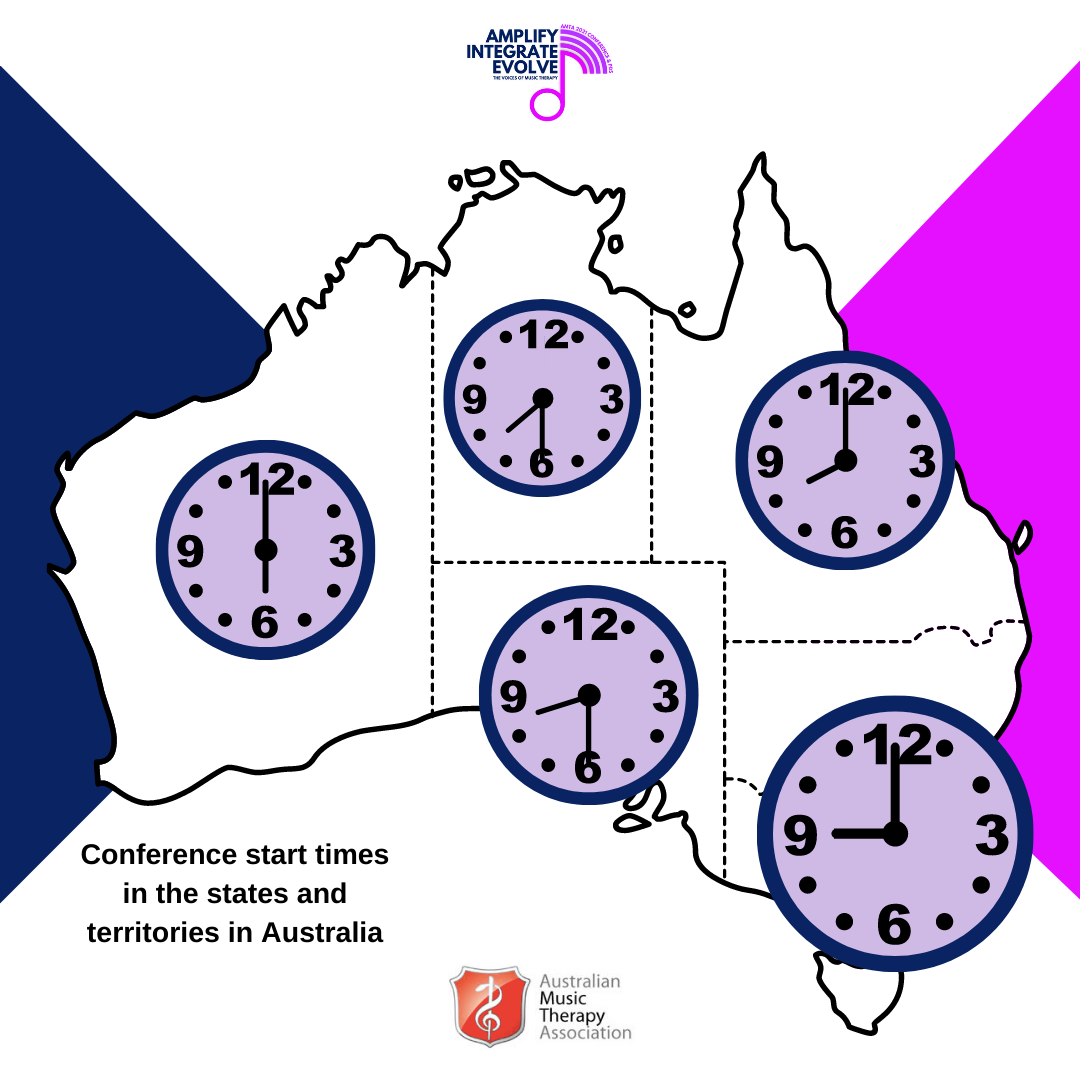 AMPLIFY
INTEGRATE
EVOLVE
THE VOICES OF MUSIC THERAPY
AMTA 2021 CONFERENCE & PDS
12
9 3
6
12
9 3
6
12
9 3
6
12
9 3
6
12
9 3
6
Conference start times
in the states and
territories in Australia
Australian
Music
Therapy
Association